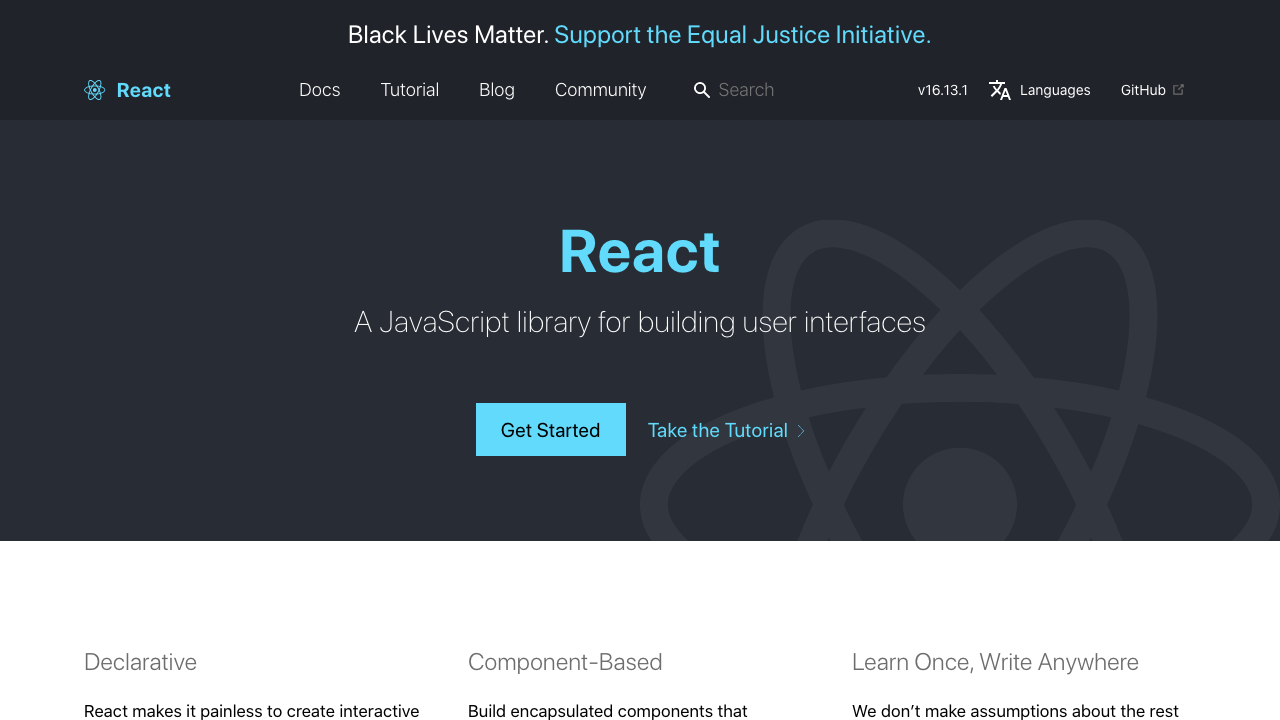 Black Lives Matter. Support the Equal Justice Initiative.
React Docs Tutorial Blog Community Search v16.13.1 Languages GitHub
React
A JavaScript library for building user interfaces
Get Started Take the Tutorial
Declarative
React makes it painless to create interactive
Component-Based
Build encapsulated components that
Learn Once, Write Anywhere
We don’t make assumptions about the rest